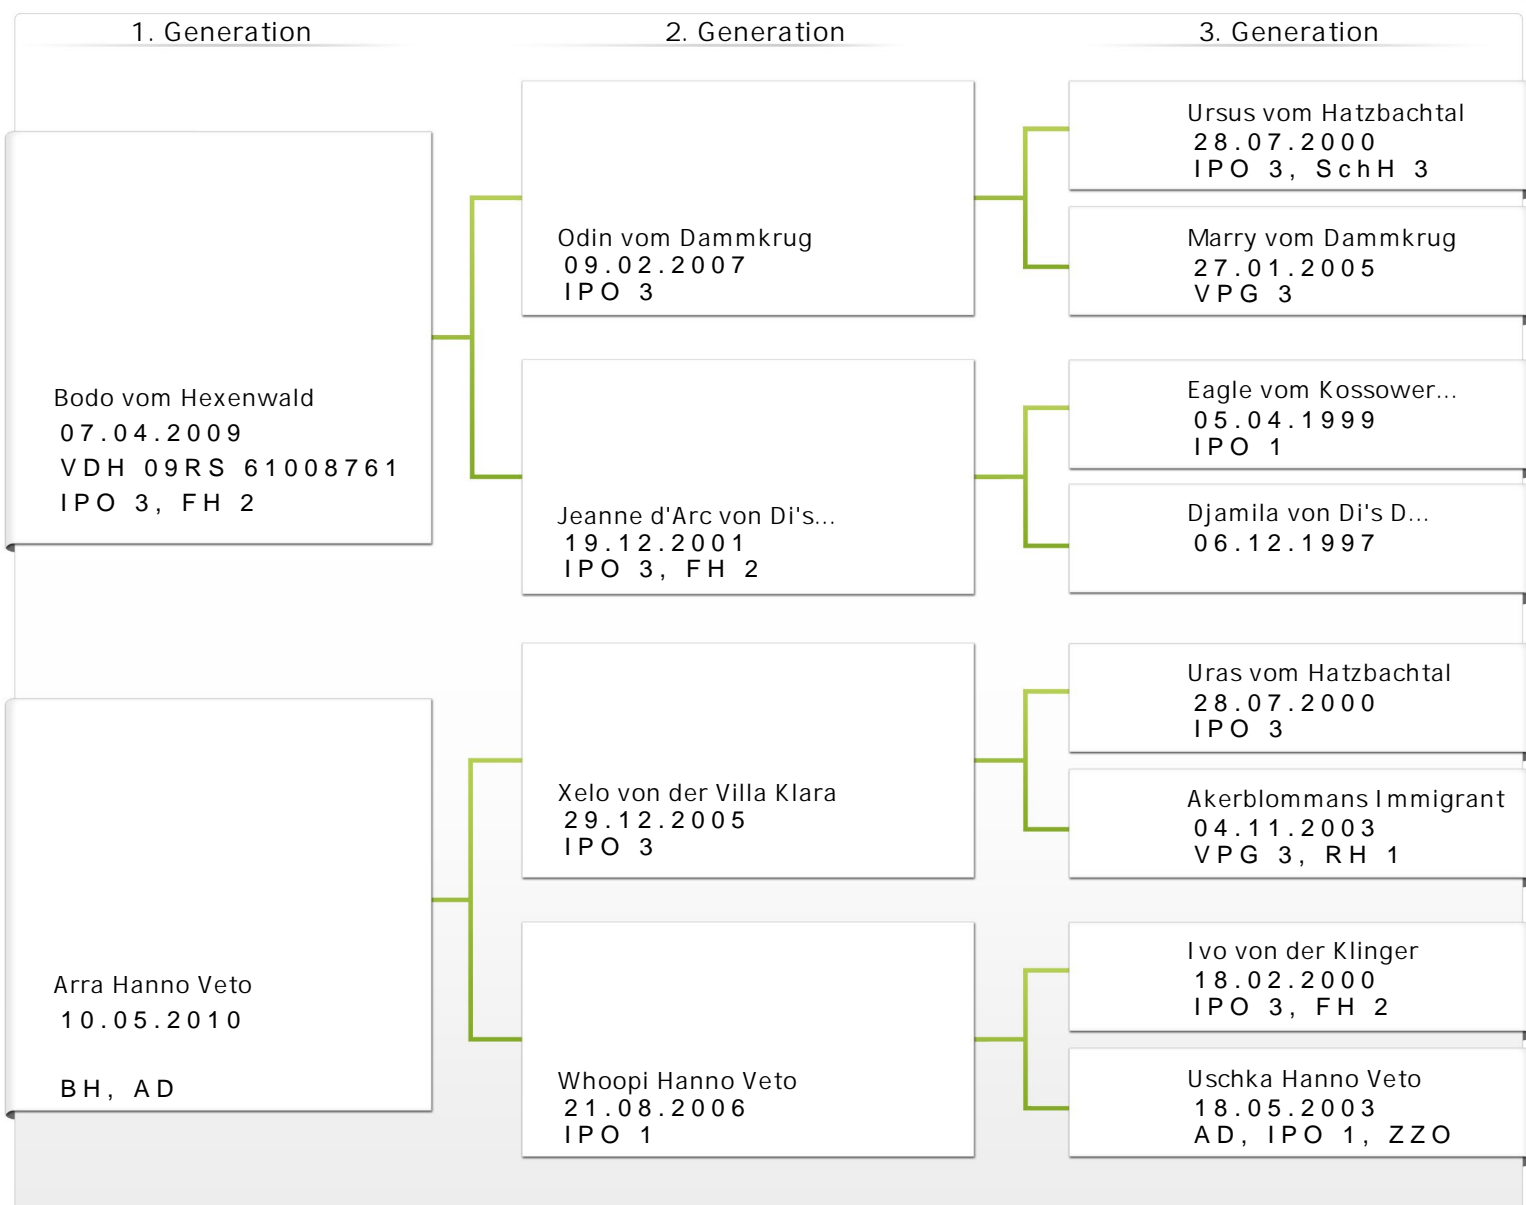 1. Generation
2. Generation
3. Generation
Bodo vom Hexenwald
07.04.2009
VDH 09RS 61008761
IPO 3, FH 2
Odin vom Dammkrug
09.02.2007
IPO 3
Jeanne d'Arc von Di's...
19.12.2001
IPO 3, FH 2
Ursus vom Hatzbachtal
28.07.2000
IPO 3, SchH 3
Marry vom Dammkrug
27.01.2005
VPG 3
Eagle vom Kossower...
05.04.1999
IPO 1
Djamila von Di's D...
06.12.1997
Arra Hanno Veto
10.05.2010
BH, AD
Xelo von der Villa Klara
29.12.2005
IPO 3
Whoopi Hanno Veto
21.08.2006
IPO 1
Uras vom Hatzbachtal
28.07.2000
IPO 3
Akerblommans Immigrant
04.11.2003
VPG 3, RH 1
Ivo von der Klinger
18.02.2000
IPO 3, FH 2
Uschka Hanno Veto
18.05.2003
AD, IPO 1, ZZO